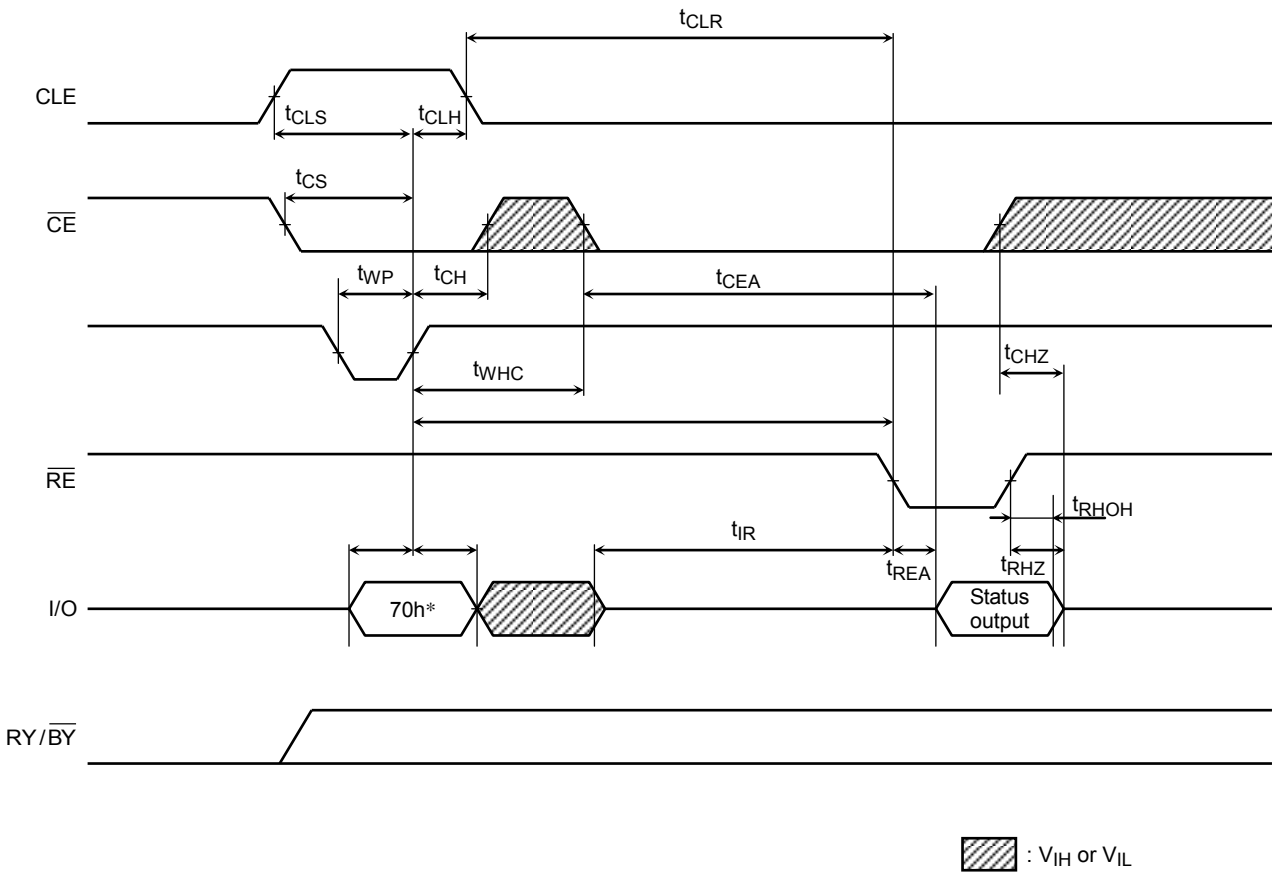 tCLR
CLE
tCLS
tCLH
tCS
CE
tWP
tCH
tCEA
tCHZ
tWHC
RE
tRHOH
tIR
tREA
tRHZ
I/O
70h*
Status
output
RY/BY
: VIH or VIL